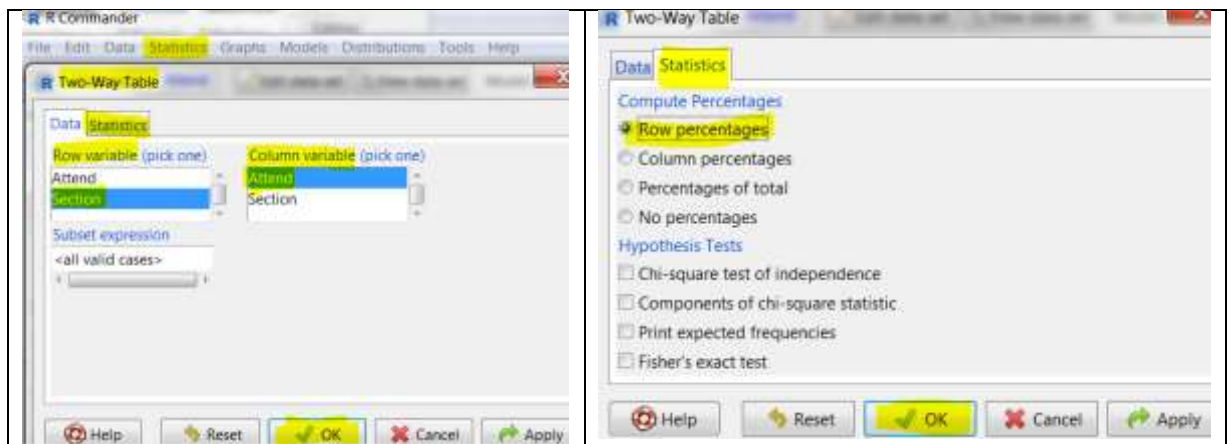 R Commander
File Edit Data Statistics Graphs Models Distributions Tools Help
R Two-Way Table
Data Statistics
Row variable (pick one) Column variable (pick one)
Attend Attend
Section Section
Subset expression
<all valid cases>
Help Reset OK Cancel Apply
R Two-Way Table
Data Statistics
Compute Percentages
Row percentages
Column percentages
Percentages of total
No percentages
Hypothesis Tests
Chi-square test of independence
Components of chi-square statistic
Print expected frequencies
Fisher's exact test
Help Reset OK Cancel Apply